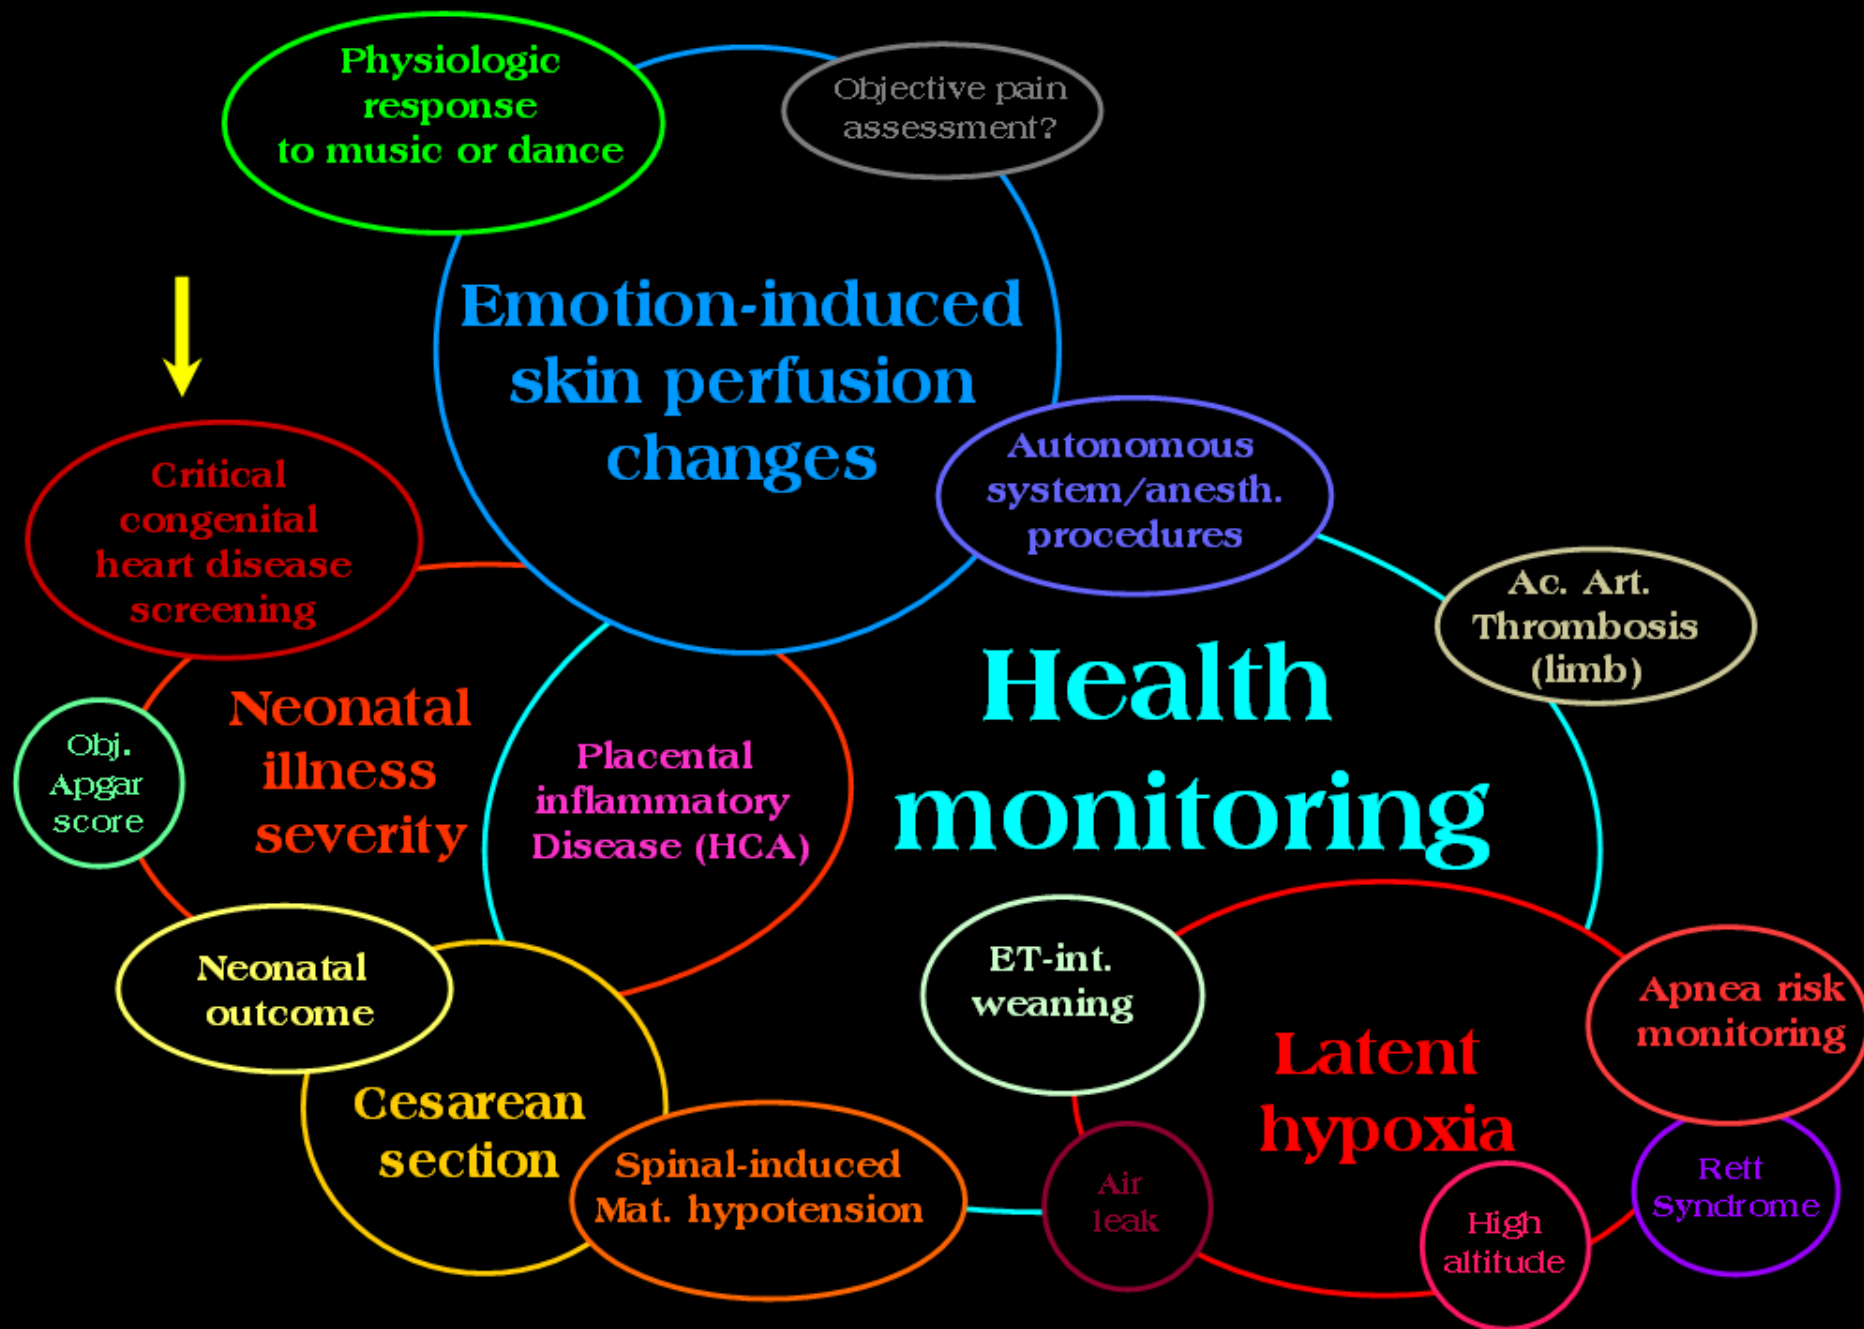 Physiologic
response
to music or dance
Objective pain
assessment?
Emotion-induced
skin perfusion
changes
Critical
congenital
heart disease
screening
Autonomous
system/anesth.
procedures
Ac. Art.
Thrombosis
(limb)
Health
monitoring
Neonatal
illness
severity
Obj.
Apgar
score
Placental
inflammatory
Disease (HCA)
Neonatal
outcome
ET-int.
weaning
Apnea risk
monitoring
Latent
hypoxia
Cesarean
section
Spinal-induced
Mat. hypotension
Air
leak
High
altitude
Rett
Syndrome